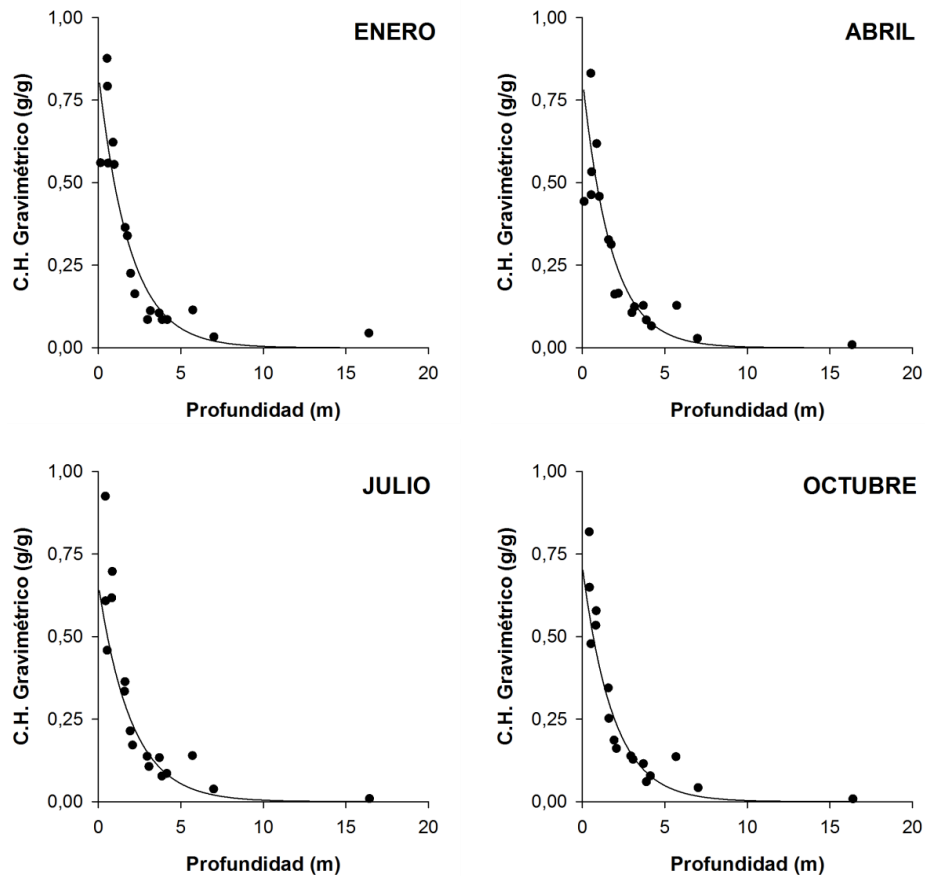 ENERO
C.H. Gravimétrico (g/g)
1,00
0,75
0,50
0,25
0,00
0 5 10 15 20
Profundidad (m)
ABRIL
C.H. Gravimétrico (g/g)
1,00
0,75
0,50
0,25
0,00
0 5 10 15 20
Profundidad (m)
JULIO
C.H. Gravimétrico (g/g)
1,00
0,75
0,50
0,25
0,00
0 5 10 15 20
Profundidad (m)
OCTUBRE
C.H. Gravimétrico (g/g)
1,00
0,75
0,50
0,25
0,00
0 5 10 15 20
Profundidad (m)